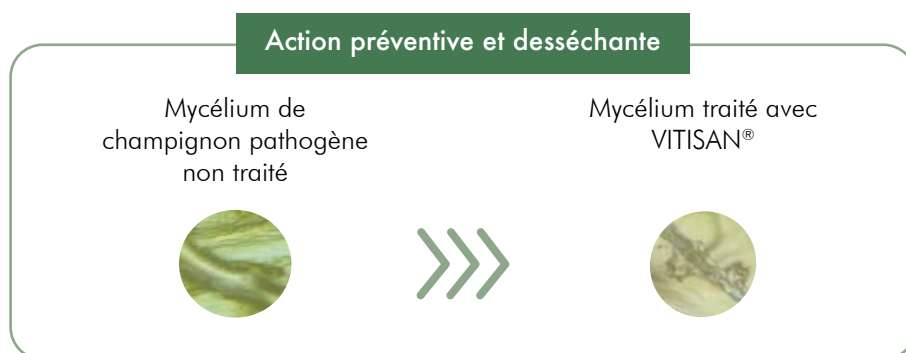 Action préventive et desséchante
Mycélium de
champignon pathogène
non traité
Mycélium traité avec
VITISAN®